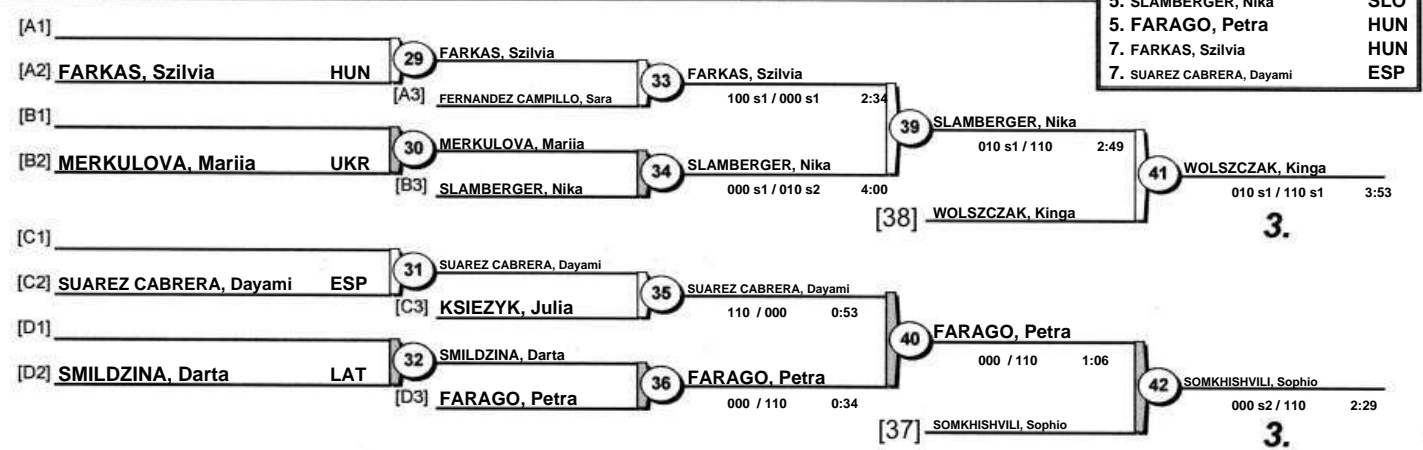 5. SLAMBERGER, Nika SLO
5. FARAGO, Petra HUN
7. FARKAS, Szilvia HUN
7. SUAREZ CABRERA, Dayami ESP
[A1]
[A2] FARKAS, Szilvia HUN
29
FARKAS, Szilvia
[A3] FERNANDEZ CAMPILLO, Sara
33
FARKAS, Szilvia
100 s1 / 000 s1 2:34
[B1]
[B2] MERKULOVA, Mariia UKR
30
MERKULOVA, Mariia
[B3] SLAMBERGER, Nika
34
SLAMBERGER, Nika
000 s1 / 010 s2 4:00
39
SLAMBERGER, Nika
010 s1 / 110 2:49
[38] WOLSZCZAK, Kinga
41
WOLSZCZAK, Kinga
010 s1 / 110 s1 3:53
3.
[C1]
[C2] SUAREZ CABRERA, Dayami ESP
31
SUAREZ CABRERA, Dayami
[C3] KSIEZYK, Julia
35
SUAREZ CABRERA, Dayami
110 / 000 0:53
[D1]
[D2] SMILDZINA, Darta LAT
32
SMILDZINA, Darta
[D3] FARAGO, Petra
36
FARAGO, Petra
000 / 110 0:34
40
FARAGO, Petra
000 / 110 1:06
[37] SOMKHISHVILI, Sophio
42
SOMKHISHVILI, Sophio
000 s2 / 110 2:29
3.